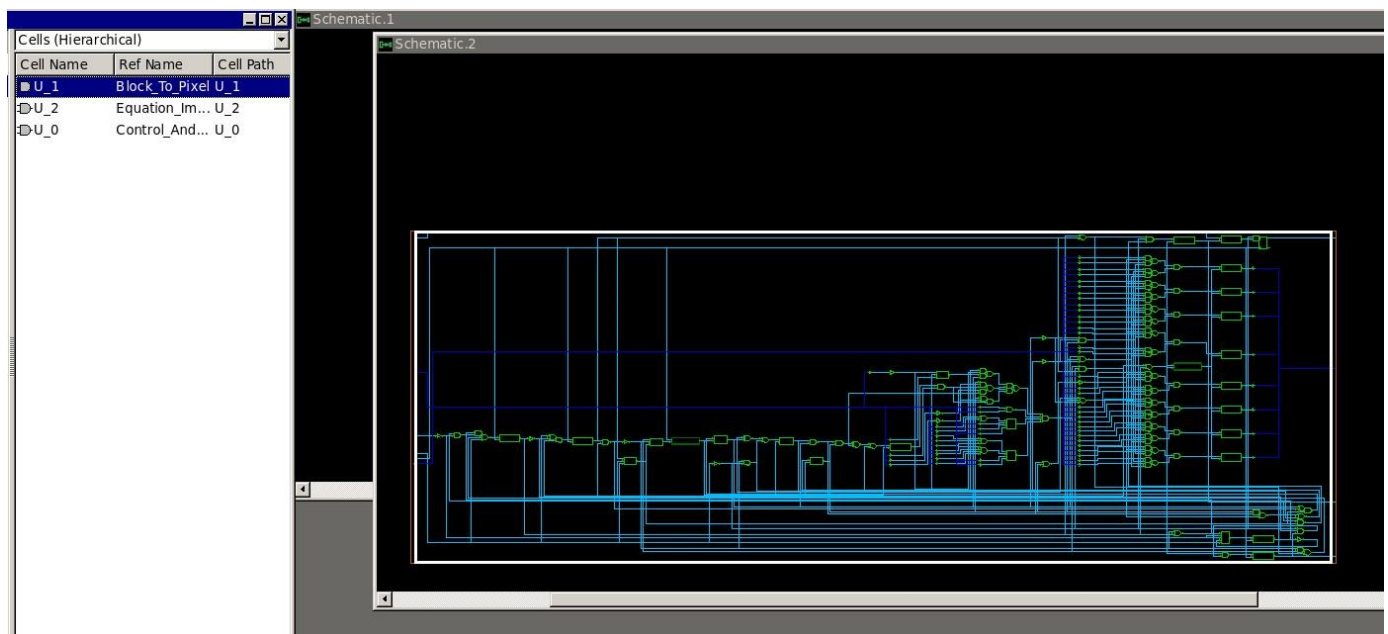 Schematic.1
Cells (Hierarchical)
Schematic.2
Cell Name Ref Name Cell Path
U_1 Block_To_Pixel U_1
U_2 Equation_Im... U_2
U_0 Control_And... U_0